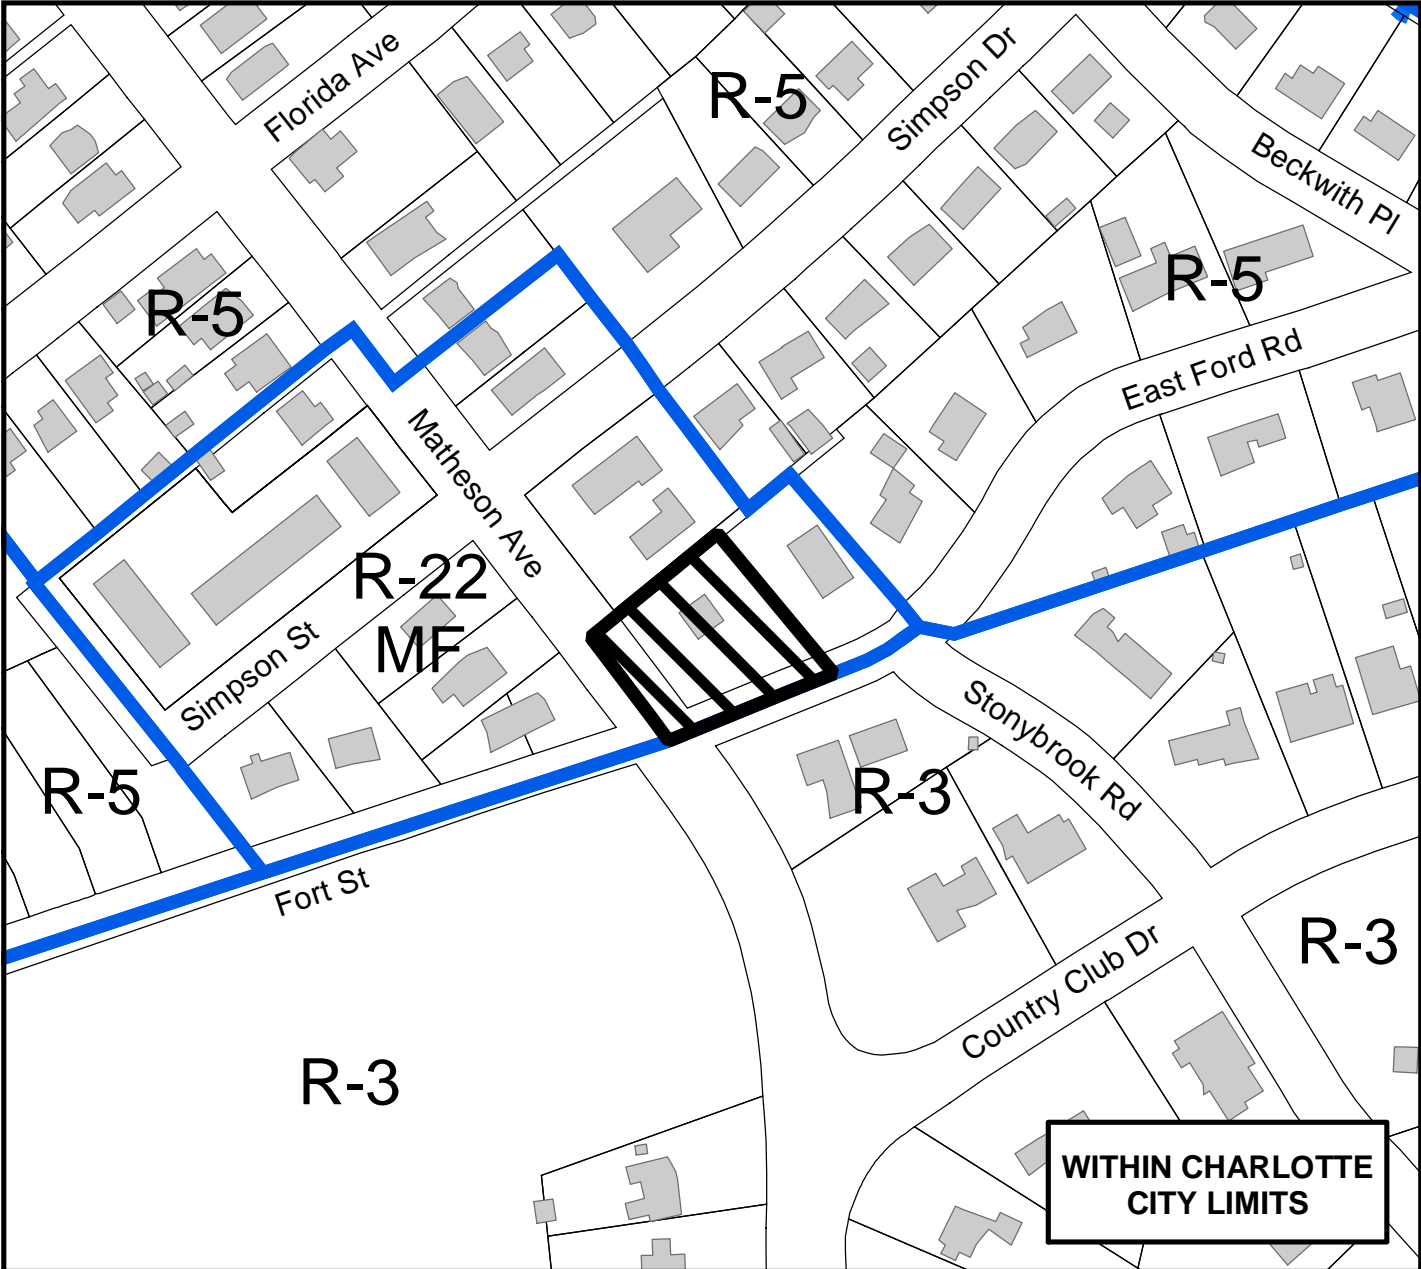 Florida Ave
R-5
Simpson Dr
Beckwith Pl
R-5
R-5
East Ford Rd
Matheson Ave
R-22
MF
Simpson St
Stonybrook Rd
R-5
R-3
Fort St
Country Club Dr
R-3
R-3
WITHIN CHARLOTTE
CITY LIMITS